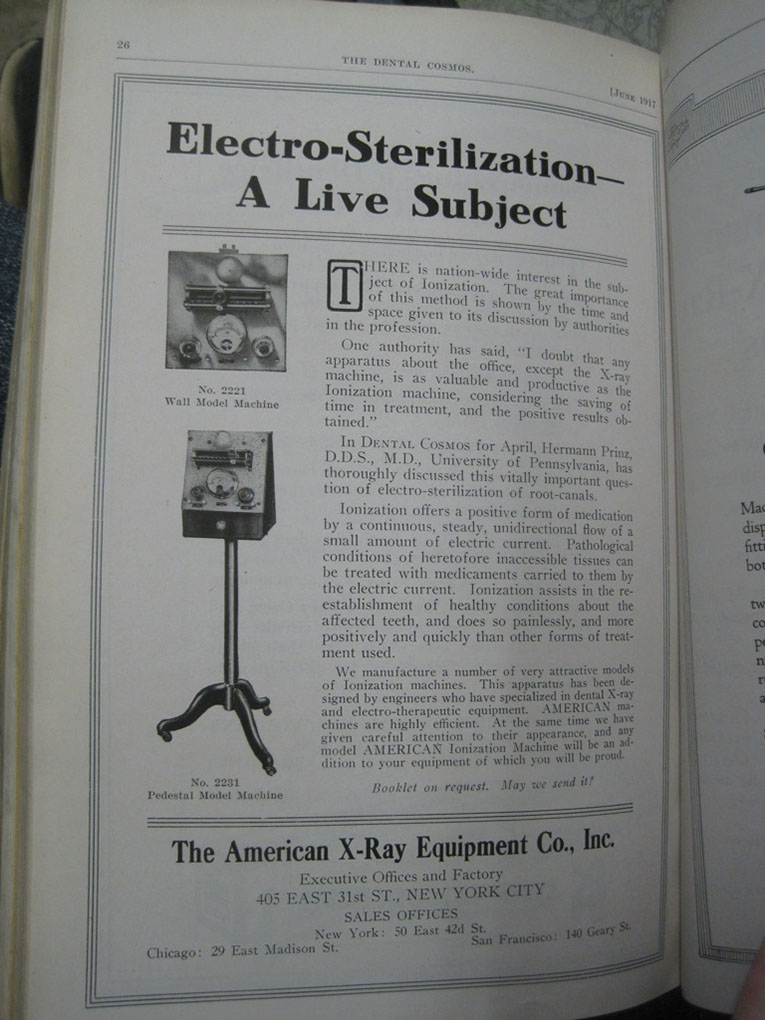 26
THE DENTAL COSMOS.
[JUNE 1917
Electro-Sterilization—
A Live Subject
No. 2221
Wall Model Machine
No. 2231
Pedestal Model Machine
THERE is nation-wide interest in the sub-
ject of Ionization. The great importance
of this method is shown by the time and
space given to its discussion by authorities
in the profession.
One authority has said, “I doubt that any
apparatus about the office, except the X-ray
machine, is as valuable and productive as the
Ionization machine, considering the saving of
time in treatment, and the positive results ob-
tained.”
In DENTAL COSMOS for April, Hermann Prinz,
D.D.S., M.D., University of Pennsylvania, has
thoroughly discussed this vitally important ques-
tion of electro-sterilization of root-canals.
Ionization offers a positive form of medication
by a continuous, steady, unidirectional flow of a
small amount of electric current. Pathological
conditions of heretofore inaccessible tissues can
be treated with medicaments carried to them by
the electric current. Ionization assists in the re-
establishment of healthy conditions about the
affected teeth, and does so painlessly, and more
positively and quickly than other forms of treat-
ment used.
We manufacture a number of very attractive models
of Ionization machines. This apparatus has been de-
signed by engineers who have specialized in dental X-ray
and electro-therapeutic equipment. AMERICAN ma-
chines are highly efficient. At the same time we have
given careful attention to their appearance, and any
model AMERICAN Ionization Machine will be an ad-
dition to your equipment of which you will be proud.
Booklet on request. May we send it?
The American X-Ray Equipment Co., Inc.
Executive Offices and Factory
405 EAST 31st ST., NEW YORK CITY
SALES OFFICES
New York: 50 East 42d St.
Chicago: 29 East Madison St.
San Francisco: 140 Geary St.